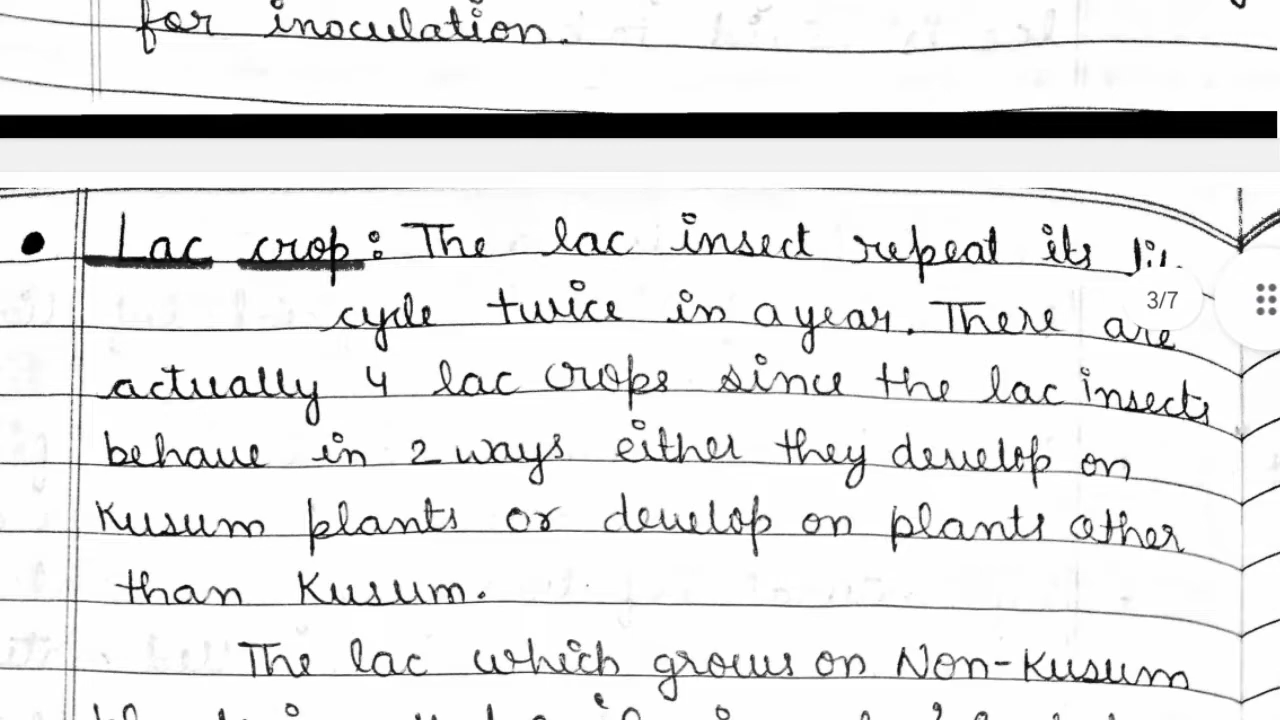 for inoculation.
• Lac crop: The lac insect repeat its
3/7
cycle twice in a year. There are
actually 4 lac crops since the lac insects
behave in 2 ways either they develop on
Kusum plants or develop on plants other
than Kusum.
The lac which grows on Non-Kusum